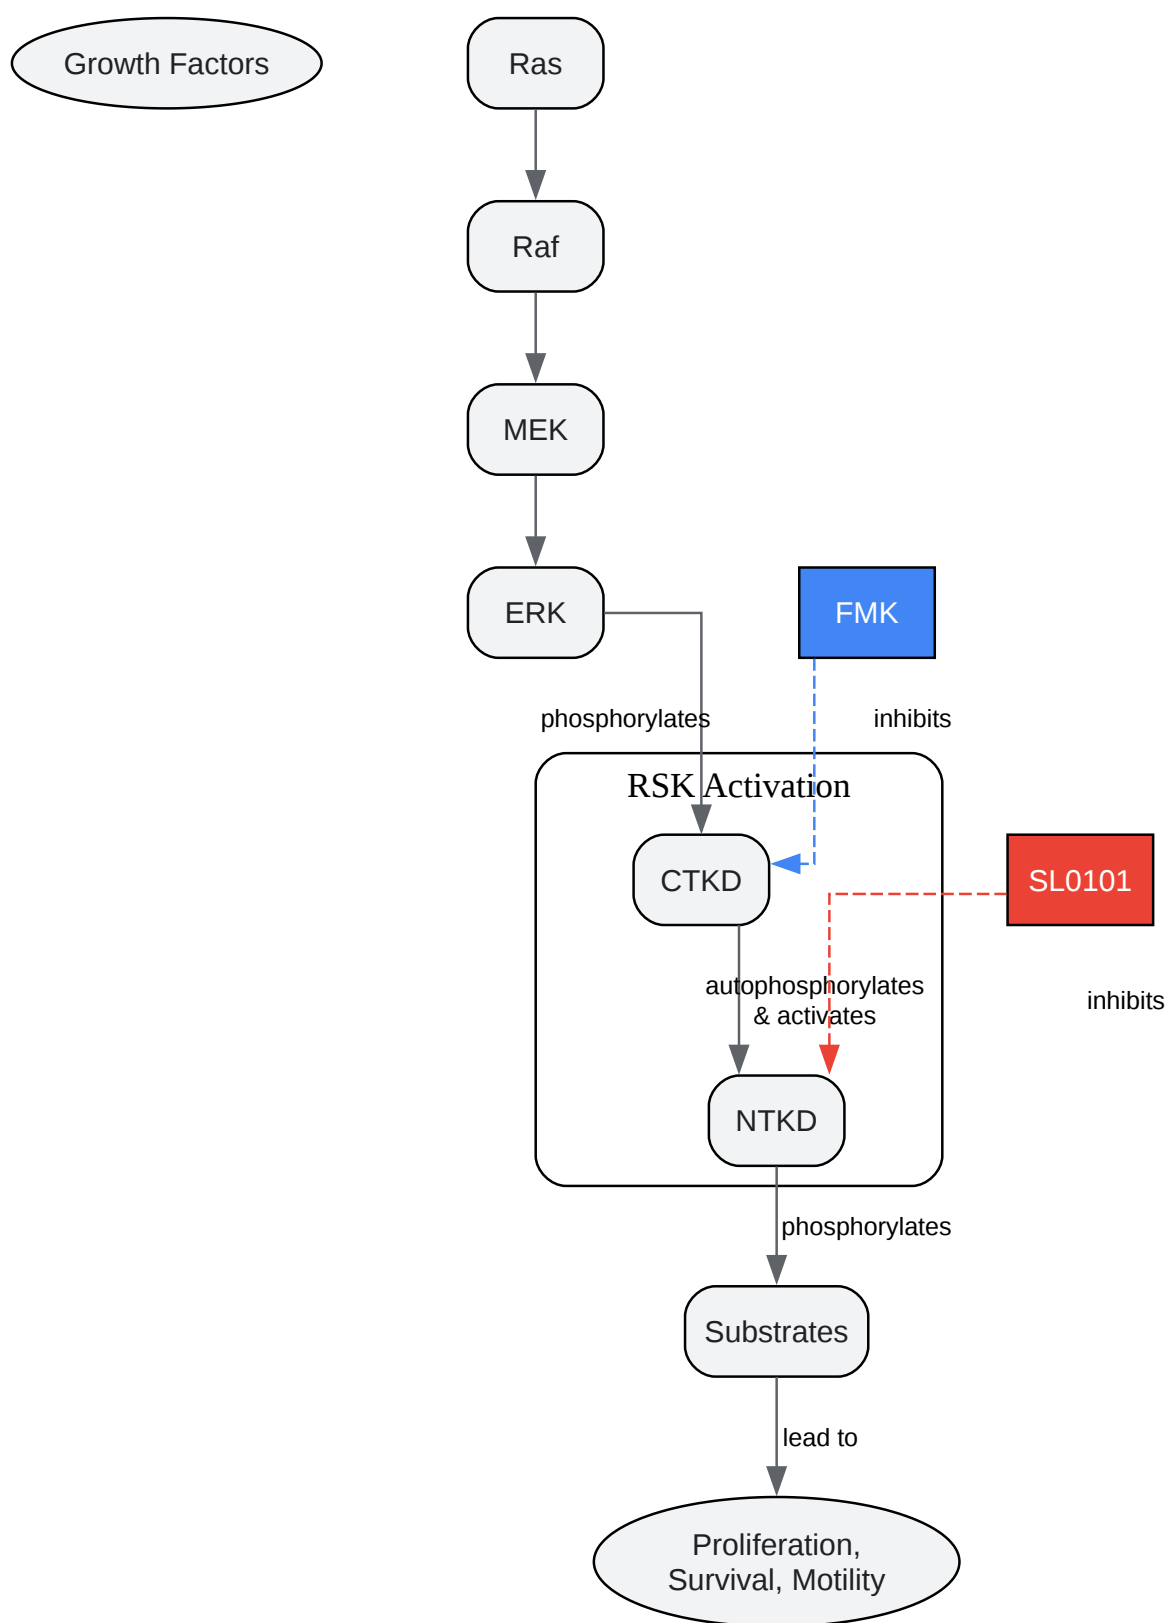 Growth Factors
Ras
Raf
MEK
ERK
FMK
phosphorylates
inhibits
RSK Activation
CTKD
SL0101
autophosphorylates
& activates
inhibits
NTKD
phosphorylates
Substrates
lead to
Proliferation,
Survival, Motility